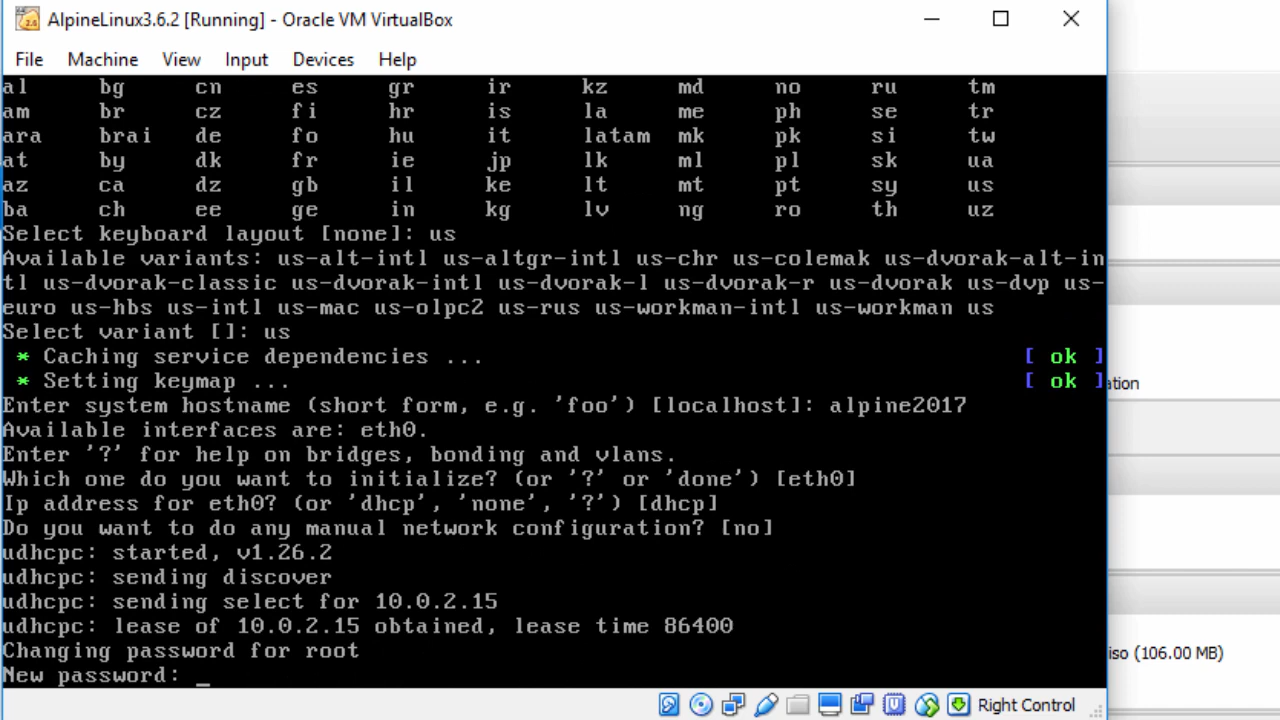 AlpineLinux3.6.2 [Running] - Oracle VM VirtualBox
File Machine View Input Devices Help
al bg cn es gr ir kz md no ru tm
am br cz fi hr is la me ph se tr
ara brai de fo hu it latam mk pk si tw
at by dk fr ie jp lk ml pl sk ua
az ca dz gb il ke lt mt pt sy us
ba ch ee ge in kg lv ng ro th uz
Select keyboard layout [none]: us
Available variants: us-alt-intl us-altgr-intl us-chr us-colemak us-dvorak-alt-in
tl us-dvorak-classic us-dvorak-intl us-dvorak-l us-dvorak-r us-dvorak us-dvp us-
euro us-hbs us-intl us-mac us-olpc2 us-rus us-workman-intl us-workman us
Select variant []: us
* Caching service dependencies ... [ ok ]
* Setting keymap ... [ ok ]
ation
Enter system hostname (short form, e.g. 'foo') [localhost]: alpine2017
Available interfaces are: eth0.
Enter '?' for help on bridges, bonding and vlans.
Which one do you want to initialize? (or '?' or 'done') [eth0]
Ip address for eth0? (or 'dhcp', 'none', '?') [dhcp]
Do you want to do any manual network configuration? [no]
udhcpc: started, v1.26.2
udhcpc: sending discover
udhcpc: sending select for 10.0.2.15
udhcpc: lease of 10.0.2.15 obtained, lease time 86400
Changing password for root
iso (106.00 MB)
New password: _
Right Control